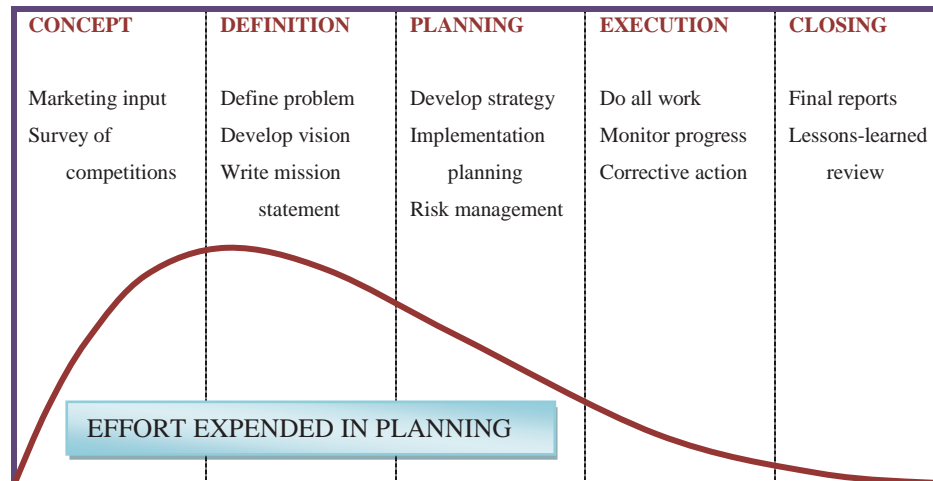 CONCEPT
Marketing input
Survey of
competitions
DEFINITION
Define problem
Develop vision
Write mission
statement
PLANNING
Develop strategy
Implementation
planning
Risk management
EXECUTION
Do all work
Monitor progress
Corrective action
CLOSING
Final reports
Lessons-learned
review
EFFORT EXPENDED IN PLANNING